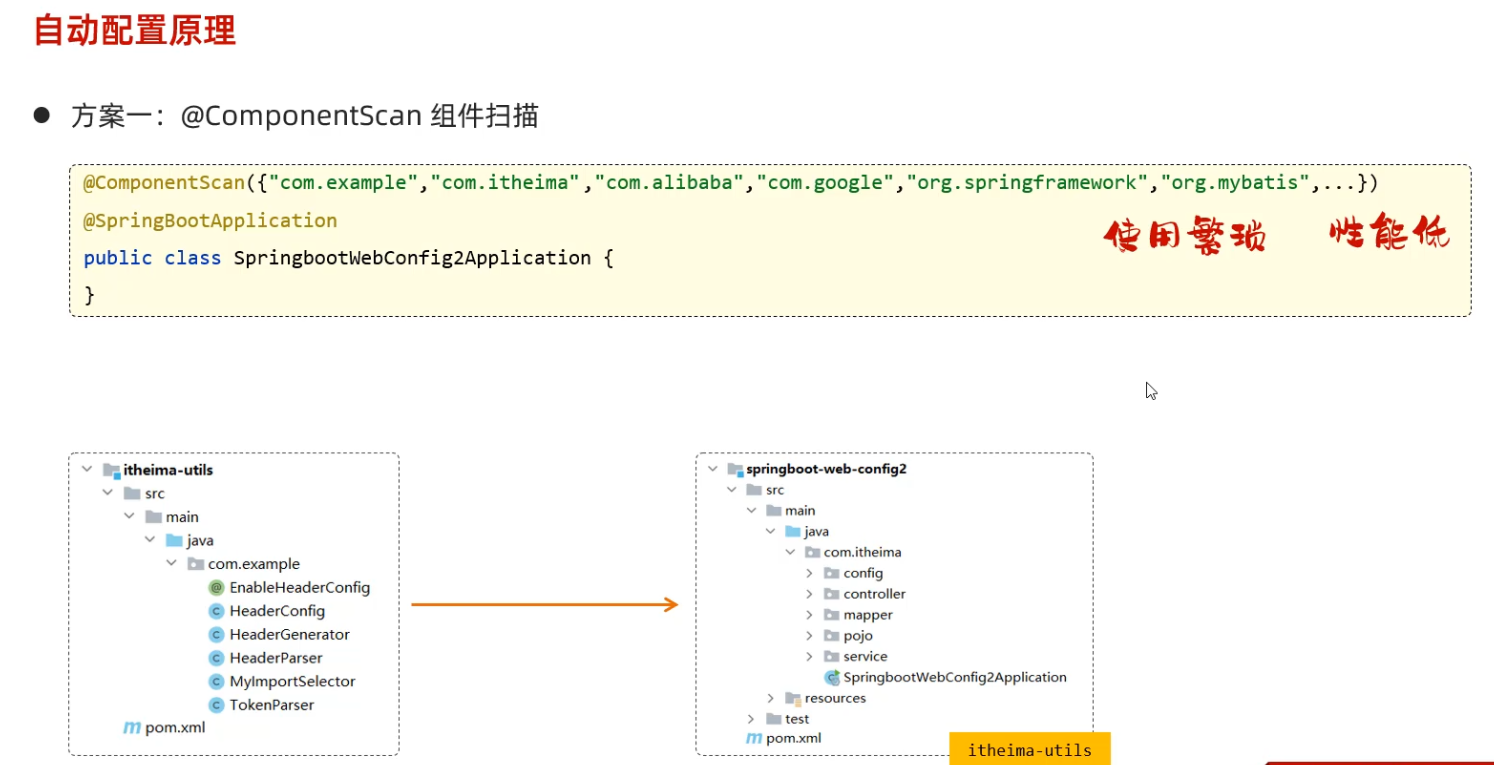 自动配置原理
● 方案一：@ComponentScan 组件扫描
@ComponentScan({"com.example","com.itheima","com.alibaba","com.google","org.springframework","org.mybatis",...})
@SpringBootApplication
使用繁琐 性能低
public class SpringbootWebConfig2Application {
}
itheima-utils
src
main
java
com.example
EnableHeaderConfig
HeaderConfig
HeaderGenerator
HeaderParser
MyImportSelector
TokenParser
pom.xml
springboot-web-config2
src
main
java
com.itheima
config
controller
mapper
pojo
service
SpringbootWebConfig2Application
resources
test
pom.xml
itheima-utils